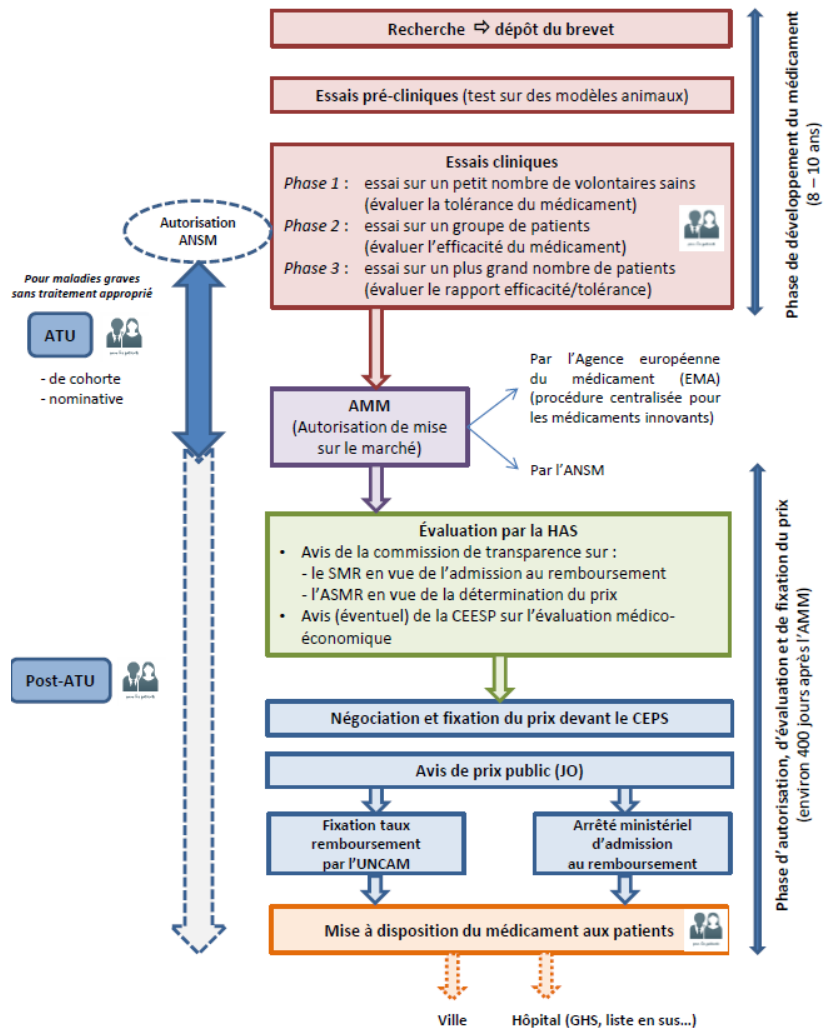 Recherche ⇨ dépôt du brevet
Essais pré-cliniques (test sur des modèles animaux)
Essais cliniques
Phase 1 : essai sur un petit nombre de volontaires sains
(évaluer la tolérance du médicament)
Phase 2 : essai sur un groupe de patients
(évaluer l'efficacité du médicament)
Phase 3 : essai sur un plus grand nombre de patients
(évaluer le rapport efficacité/tolérance)
Phase de développement du médicament
(8 – 10 ans)
Autorisation
ANSM
Pour maladies graves
sans traitement approprié
ATU
- de cohorte
- nominative
AMM
(Autorisation de mise
sur le marché)
Par l'Agence européenne
du médicament (EMA)
(procédure centralisée pour
les médicaments innovants)
Par l'ANSM
Évaluation par la HAS
• Avis de la commission de transparence sur :
- le SMR en vue de l'admission au remboursement
- l'ASMR en vue de la détermination du prix
• Avis (éventuel) de la CEESP sur l'évaluation médico-
économique
Post-ATU
Négociation et fixation du prix devant le CEPS
Avis de prix public (JO)
Fixation taux
remboursement
par l'UNCAM
Arrêté ministériel
d'admission
au remboursement
Phase d'autorisation, d'évaluation et de fixation du prix
(environ 400 jours après l'AMM)
Mise à disposition du médicament aux patients
Ville
Hôpital (GHS, liste en sus...)